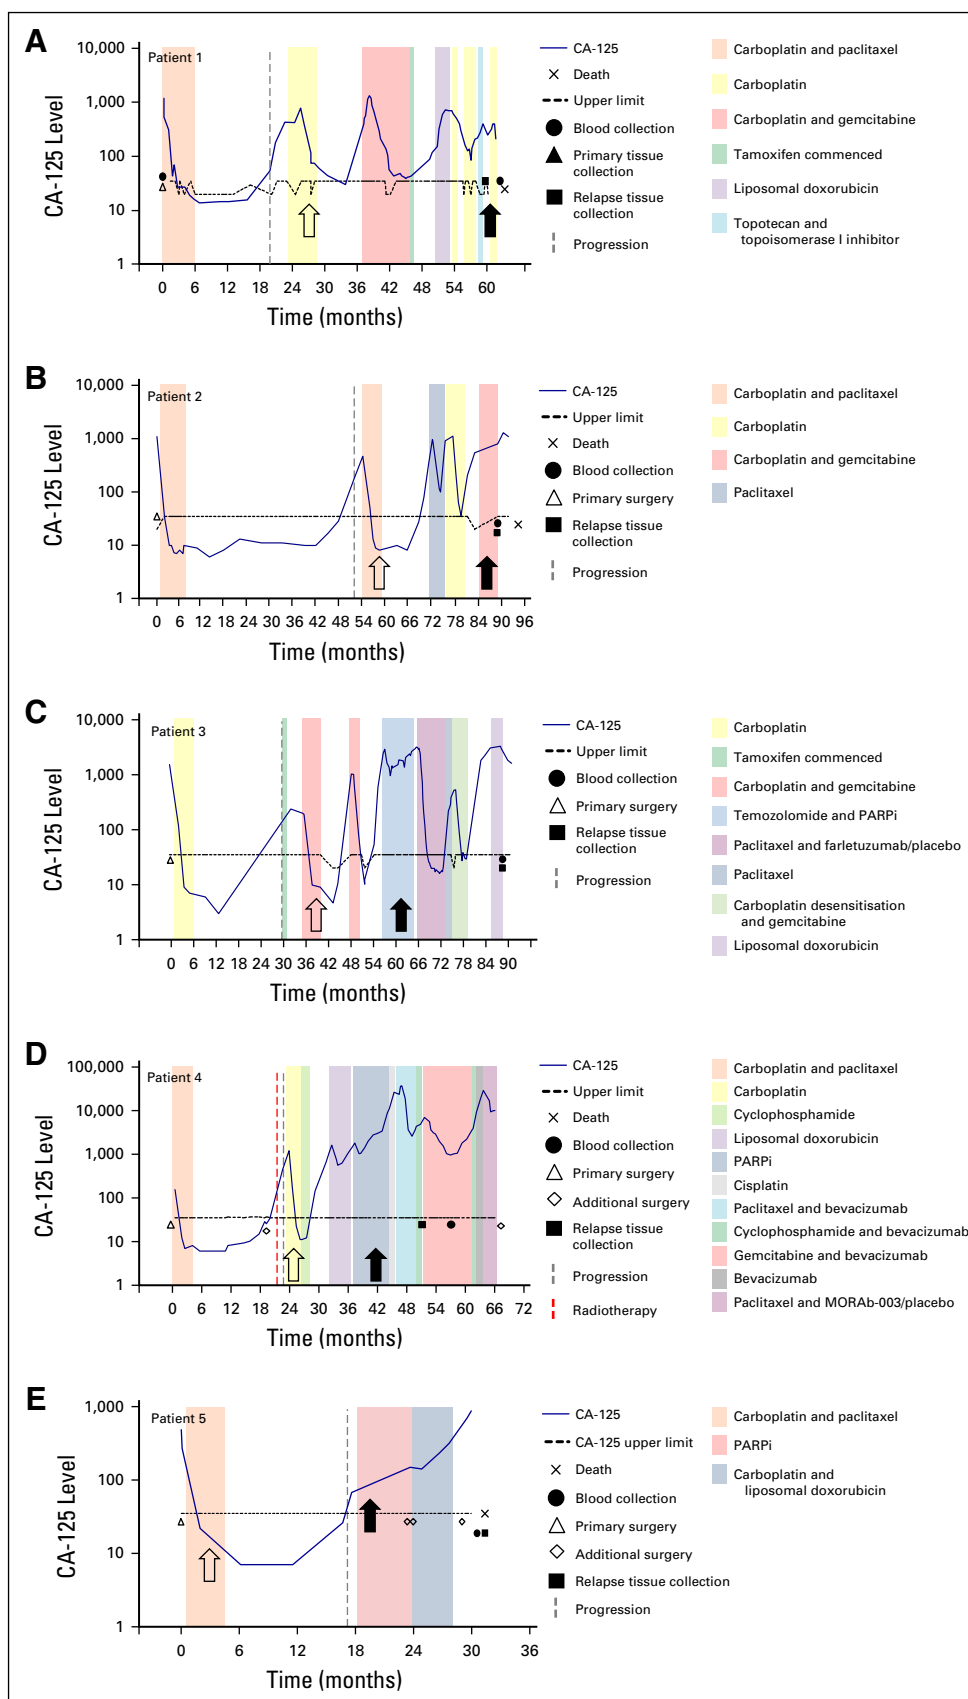 A
Patient 1
10,000
1,000
100
10
1
CA-125 Level
0 6 12 18 24 30 36 42 48 54 60
Time (months)
CA-125
Death
Upper limit
Blood collection
Primary tissue
collection
Relapse tissue
collection
Progression
Carboplatin and paclitaxel
Carboplatin
Carboplatin and gemcitabine
Tamoxifen commenced
Liposomal doxorubicin
Topotecan and
topoisomerase I inhibitor
B
Patient 2
10,000
1,000
100
10
1
CA-125 Level
0 6 12 18 24 30 36 42 48 54 60 66 72 78 84 90 96
Time (months)
CA-125
Upper limit
Death
Blood collection
Primary surgery
Relapse tissue
collection
Progression
Carboplatin and paclitaxel
Carboplatin
Carboplatin and gemcitabine
Paclitaxel
C
Patient 3
10,000
1,000
100
10
1
CA-125 Level
0 6 12 18 24 30 36 42 48 54 60 66 72 78 84 90
Time (months)
CA-125
Upper limit
Blood collection
Primary surgery
Relapse tissue
collection
Progression
Carboplatin
Tamoxifen commenced
Carboplatin and gemcitabine
Temozolomide and PARPi
Paclitaxel and farletuzumab/placebo
Paclitaxel
Carboplatin desensitisation
and gemcitabine
Liposomal doxorubicin
D
Patient 4
100,000
10,000
1,000
100
10
1
CA-125 Level
0 6 12 18 24 30 36 42 48 54 60 66 72
Time (months)
CA-125
Upper limit
Death
Blood collection
Primary surgery
Additional surgery
Relapse tissue
collection
Progression
Radiotherapy
Carboplatin and paclitaxel
Carboplatin
Cyclophosphamide
Liposomal doxorubicin
PARPi
Cisplatin
Paclitaxel and bevacizumab
Cyclophosphamide and bevacizumab
Gemcitabine and bevacizumab
Bevacizumab
Paclitaxel and MORAb-003/placebo
E
Patient 5
1,000
100
10
1
CA-125 Level
0 6 12 18 24 30 36
Time (months)
CA-125
CA-125 upper limit
Death
Blood collection
Primary surgery
Additional surgery
Relapse tissue collection
Progression
Carboplatin and paclitaxel
PARPi
Carboplatin and
liposomal doxorubicin